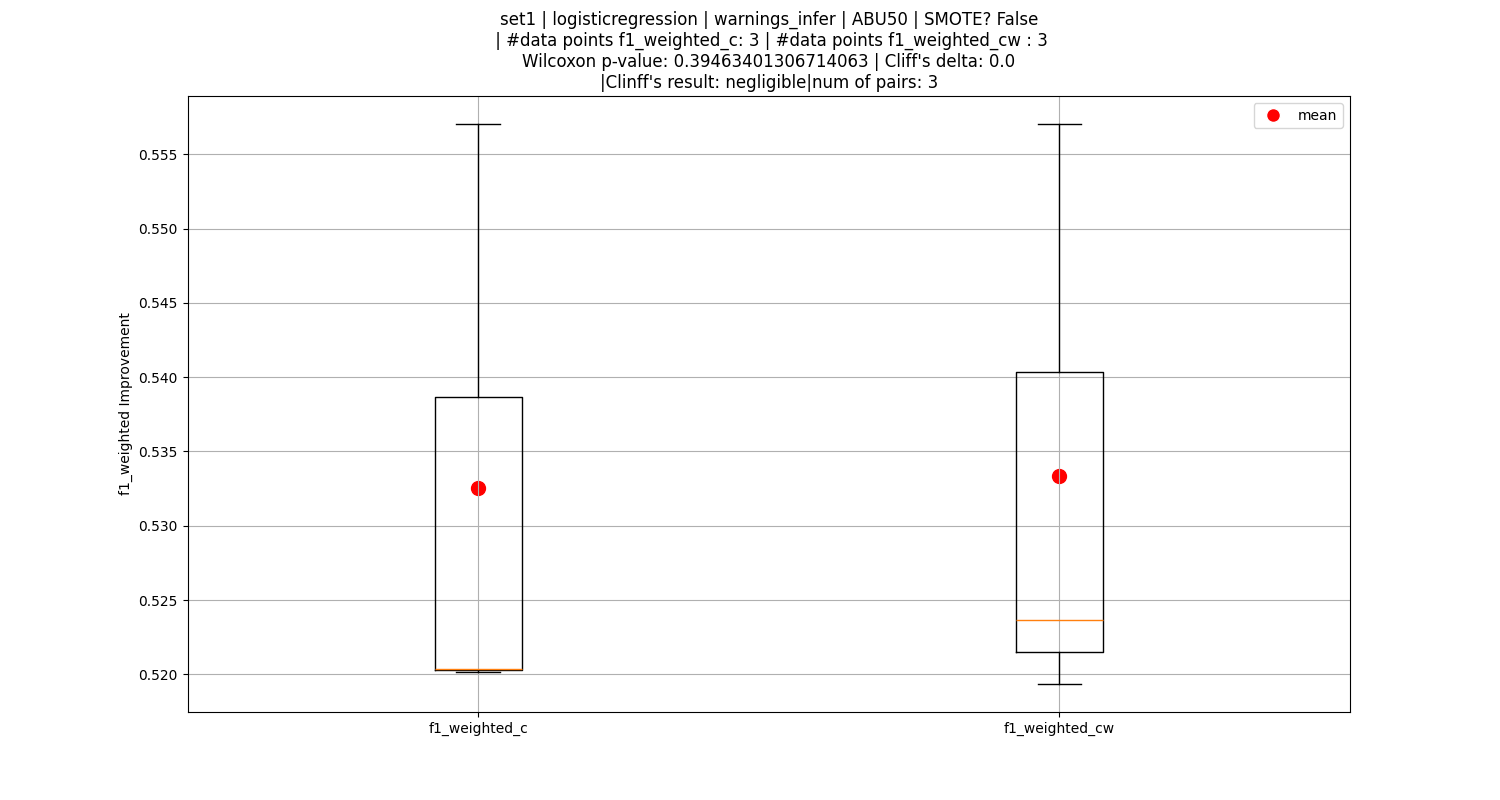 set1 | logisticregression | warnings_infer | ABU50 | SMOTE? False
| #data points f1_weighted_c: 3 | #data points f1_weighted_cw : 3
Wilcoxon p-value: 0.39463401306714063 | Cliff's delta: 0.0
|Clinff's result: negligible|num of pairs: 3
mean
f1_weighted Improvement
0.555
0.550
0.545
0.540
0.535
0.530
0.525
0.520
f1_weighted_c
f1_weighted_cw